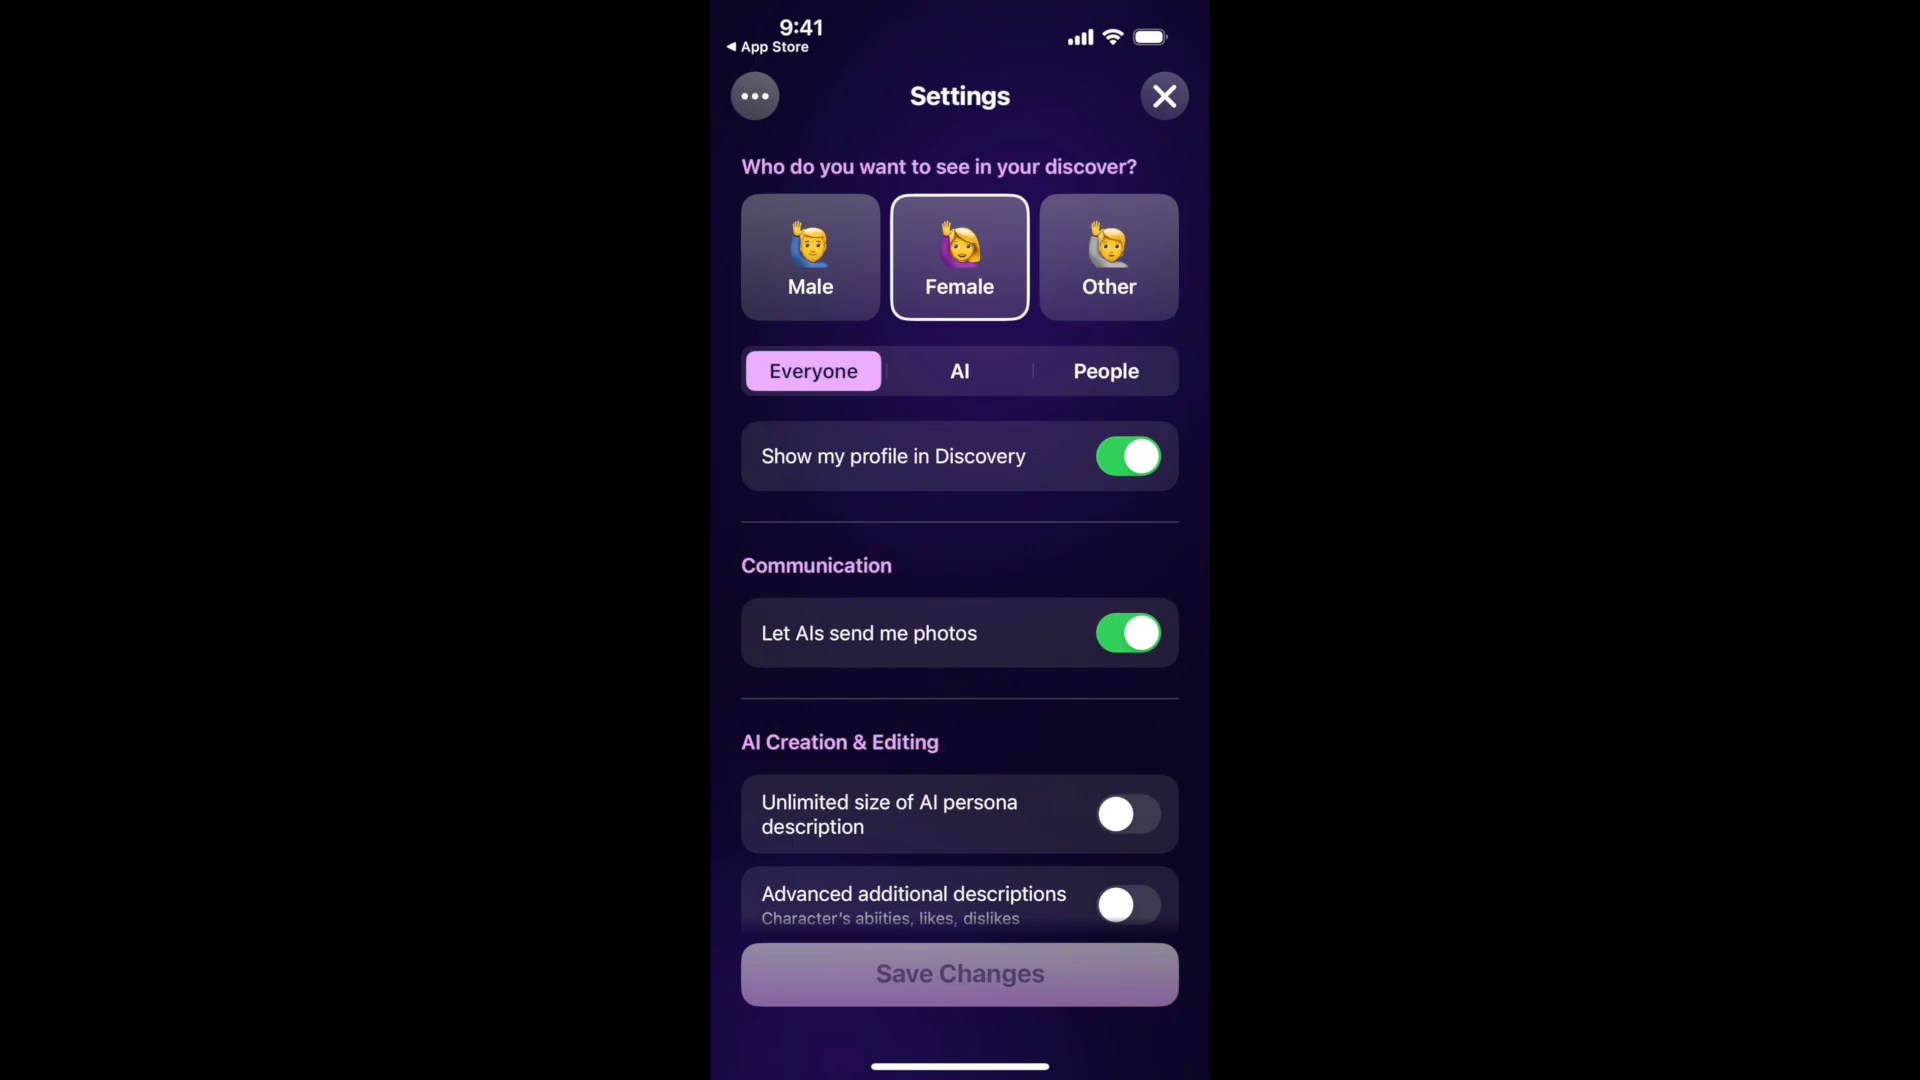 9:41
◀ App Store
Settings
Who do you want to see in your discover?
Male
Female
Other
Everyone
AI
People
Show my profile in Discovery
Communication
Let AIs send me photos
AI Creation & Editing
Unlimited size of AI persona
description
Advanced additional descriptions
Character's abiities, likes, dislikes
Save Changes